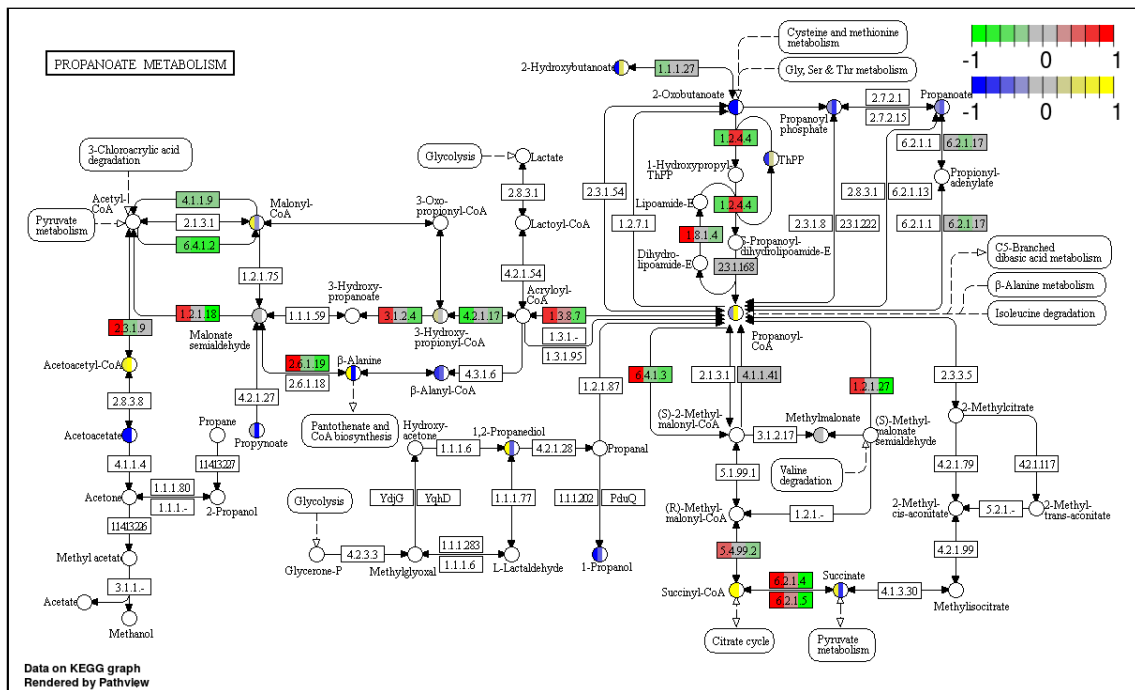 PROPANOATE METABOLISM
-1 0 1
-1 0 1
Cysteine and methionine
metabolism
Gly, Ser & Thr metabolism
2-Hydroxybutanoate
1.1.1.27
2-Oxobutanoate
Propanoyl
phosphate
2.7.2.1
2.7.2.15
Propanoate
3-Chloroacrylic acid
degradation
Glycolysis
Lactate
1.2.4.4
ThPP
1-Hydroxypropyl-
ThPP
6.2.1.1
6.2.1.17
Propionyl-
adenylate
Acetyl-
CoA
4.1.1.9
Malonyl-
CoA
2.8.3.1
2.3.1.54
Lipoamide-E
1.2.4.4
2.8.3.1
6.2.1.13
Pyruvate
metabolism
2.1.3.1
3-Oxo-
propionyl-CoA
Lactoyl-CoA
1.2.7.1
2.3.1.8
2.3.1.222
6.2.1.1
6.2.1.17
6.4.1.2
1.8.1.4
S-Propanoyl-
dihydrolipoamide-E
Dihydro-
lipoamide-E
2.3.1.168
C5-Branched
dibasic acid metabolism
1.2.1.75
4.2.1.54
β-Alanine metabolism
3-Hydroxy-
propanoate
Acryloyl-
CoA
Isoleucine degradation
1.2.1.18
1.1.1.59
3.1.2.4
4.2.1.17
1.3.8.7
Malonate
semialdehyde
3-Hydroxy-
propionyl-CoA
1.3.1.-
1.3.1.95
Propanoyl-
CoA
2.3.1.9
2.6.1.19
β-Alanine
Acetoacetyl-CoA
2.6.1.18
β-Alanyl-CoA
4.3.1.6
1.2.1.87
6.4.1.3
2.1.3.1
4.1.1.41
1.2.1.27
2.3.3.5
2.8.3.8
4.2.1.27
Propane
Pantothenate and
CoA biosynthesis
Hydroxy-
acetone
1,2-Propanediol
(S)-2-Methyl-
malonyl-CoA
Methylmalonate
(S)-Methyl-
malonate
semialdehyde
2-Methylcitrate
Acetoacetate
Propynoate
1.1.1.6
4.2.1.28
Propanal
3.1.2.17
4.1.1.4
1.14.13.227
5.1.99.1
Valine
degradation
4.2.1.79
4.2.1.117
Acetone
1.1.1.80
1.1.1.-
2-Propanol
Glycolysis
YdjG
YqhD
1.1.1.77
1.1.1.202
PduQ
(R)-Methyl-
malonyl-CoA
1.2.1.-
2-Methyl-
cis-aconitate
5.2.1.-
2-Methyl-
trans-aconitate
1.14.13.226
Methyl acetate
Glycerone-P
4.2.3.3
Methylglyoxal
1.1.1.283
1.1.1.6
L-Lactaldehyde
1-Propanol
5.4.99.2
4.2.1.99
3.1.1.-
Acetate
Methanol
Succinyl-CoA
6.2.1.4
6.2.1.5
Succinate
4.1.3.30
Methylisocitrate
Citrate cycle
Pyruvate
metabolism
Data on KEGG graph
Rendered by Pathview